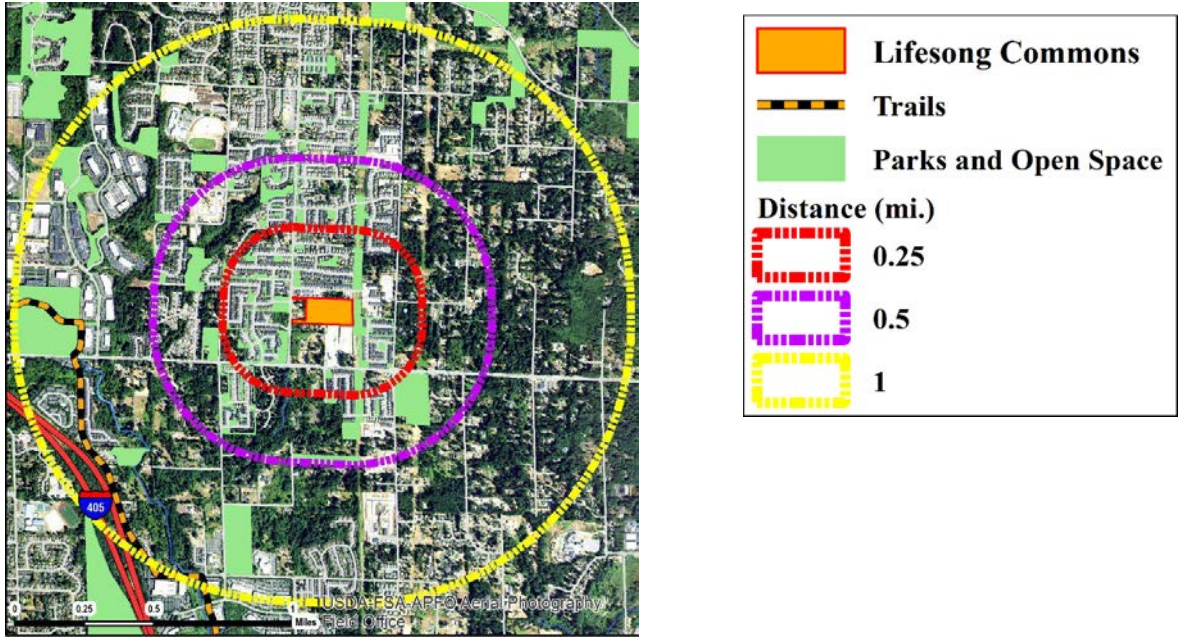 405
0 0.25 0.5 1
Miles
USDA-FSA-APFO Aerial Photography
Field Office
Lifesong Commons
Trails
Parks and Open Space
Distance (mi.)
0.25
0.5
1